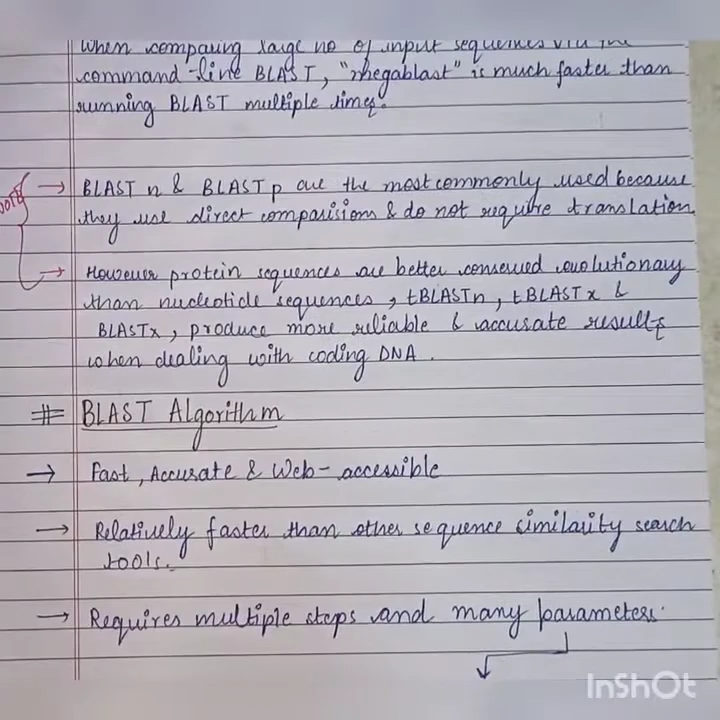 When comparing large no of input sequences via the
command-line BLAST, "megablast" is much faster than
running BLAST multiple times.
Note
→ BLAST n & BLAST p are the most commonly used because
they use direct comparisions & do not require translation.
→ However protein sequences are better conserved evolutionary
than nucleotide sequences, tBLASTn, tBLASTx &
BLASTx, produce more reliable & accurate results
when dealing with coding DNA.
# BLAST Algorithm
→ Fast, Accurate & Web-accessible
→ Relatively faster than other sequence similarity search
tools.
→ Requires multiple steps and many parameters.
InShOt